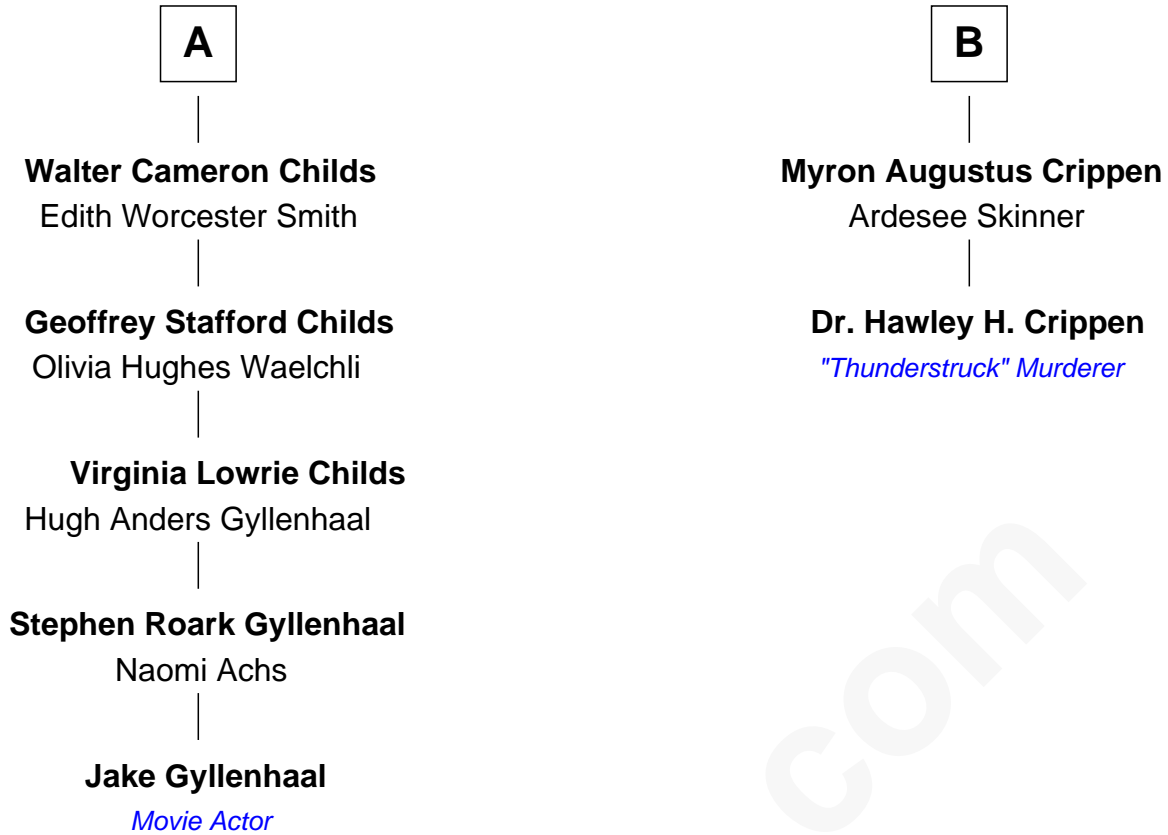 A
Walter Cameron Childs
Edith Worcester Smith
Geoffrey Stafford Childs
Olivia Hughes Waelchli
Virginia Lowrie Childs
Hugh Anders Gyllenhaal
Stephen Roark Gyllenhaal
Naomi Achs
Jake Gyllenhaal
Movie Actor
B
Myron Augustus Crippen
Ardesee Skinner
Dr. Hawley H. Crippen
"Thunderstruck" Murderer
com